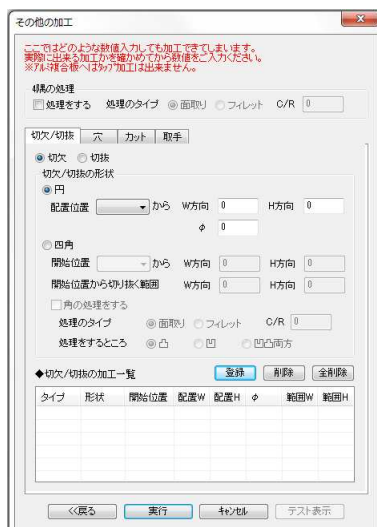 その他の加工
ここではどのような数値入力しても加工できてしまいます。
実際に出来る加工かを確かめてから数値をご入力ください。
※アルミ複合板へはタップ加工は出来ません。
4隅の処理
処理をする 処理のタイプ 面取り フィレット C/R 0
切欠/切抜 穴 カット 取手
切欠 切抜
切欠/切抜の形状
円
配置位置 から W方向 0 H方向 0
φ 0
四角
開始位置 から W方向 0 H方向 0
開始位置から切り抜く範囲 W方向 0 H方向 0
角の処理をする
処理のタイプ 面取り フィレット C/R 0
処理をするところ 凸 凹 凹凸両方
◆切欠/切抜の加工一覧 登録 削除 全削除
タイプ 形状 開始位置 配置W 配置H φ 範囲W 範囲H
<<戻る 実行 キャンセル テスト表示